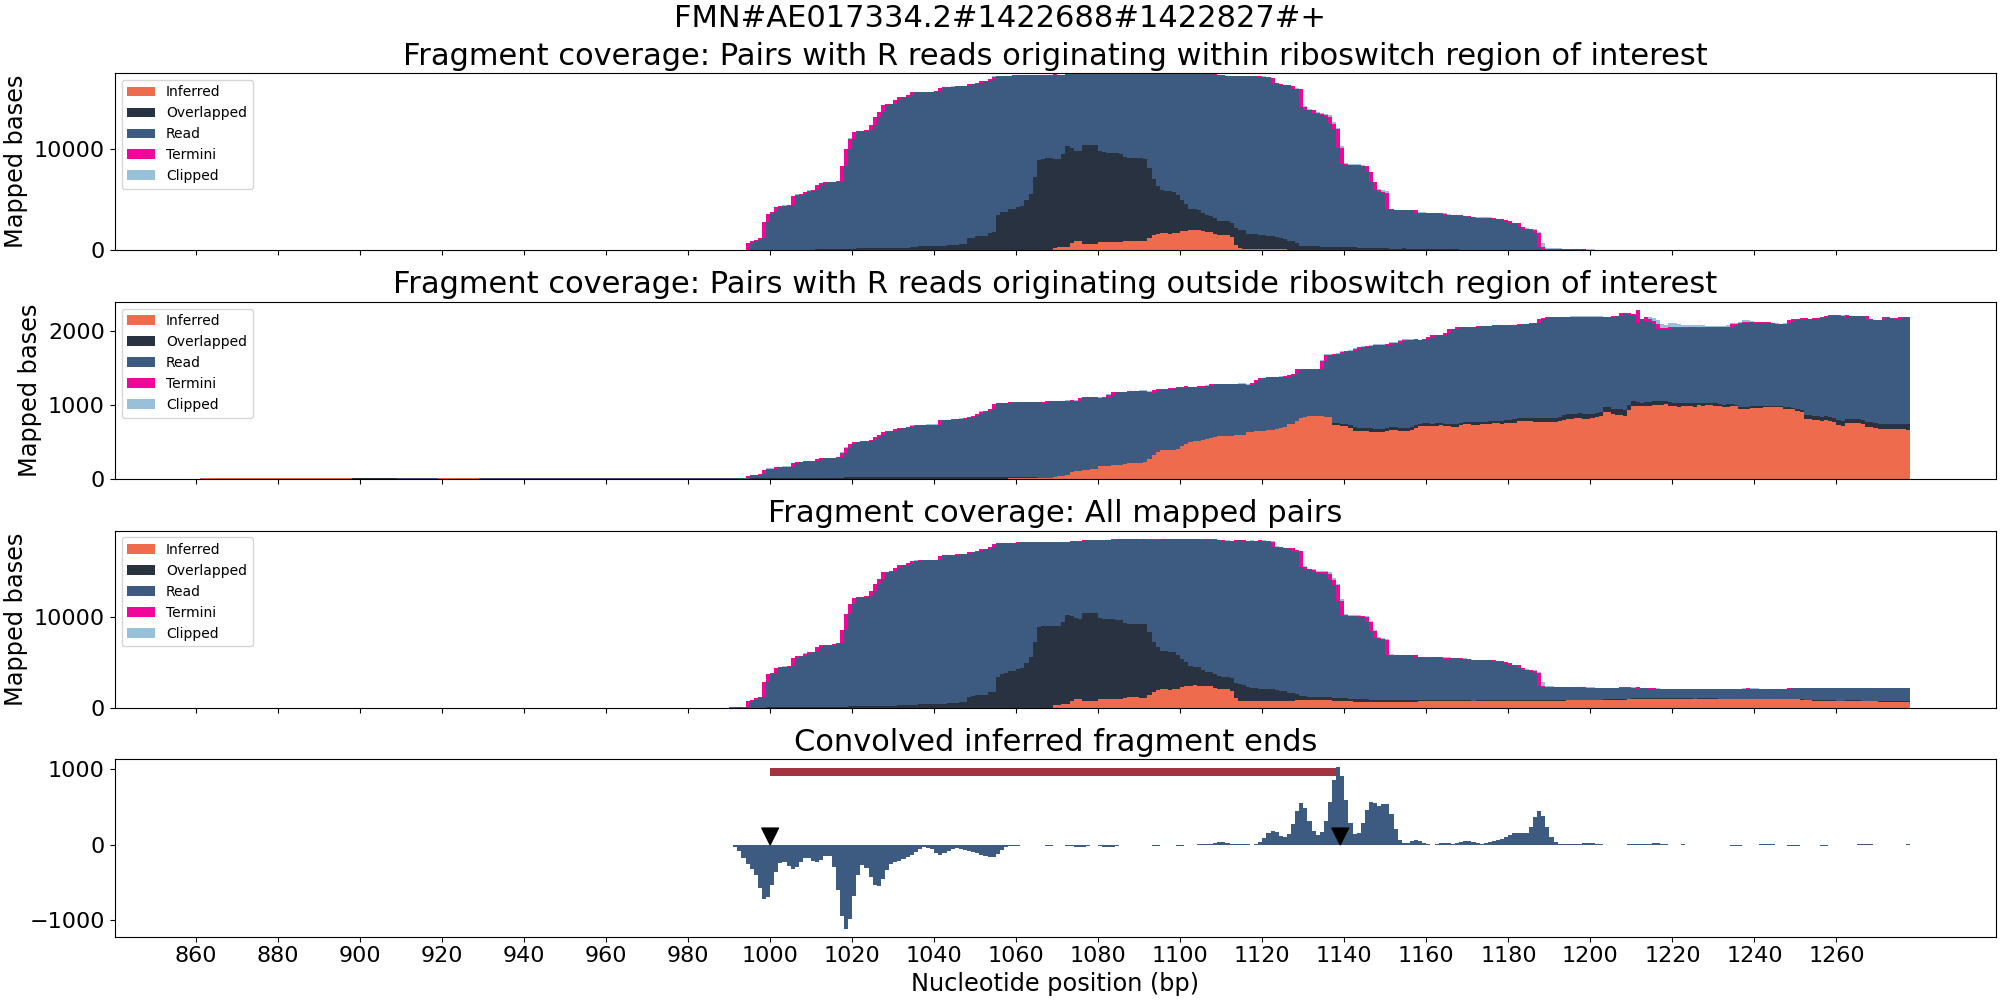 FMN#AE017334.2#1422688#1422827#+
Fragment coverage: Pairs with R reads originating within riboswitch region of interest
Mapped bases
10000
0
Inferred
Overlapped
Read
Termini
Clipped
Fragment coverage: Pairs with R reads originating outside riboswitch region of interest
Mapped bases
2000
1000
0
Inferred
Overlapped
Read
Termini
Clipped
Fragment coverage: All mapped pairs
Mapped bases
10000
0
Inferred
Overlapped
Read
Termini
Clipped
Convolved inferred fragment ends
1000
0
−1000
860 880 900 920 940 960 980 1000 1020 1040 1060 1080 1100 1120 1140 1160 1180 1200 1220 1240 1260
Nucleotide position (bp)